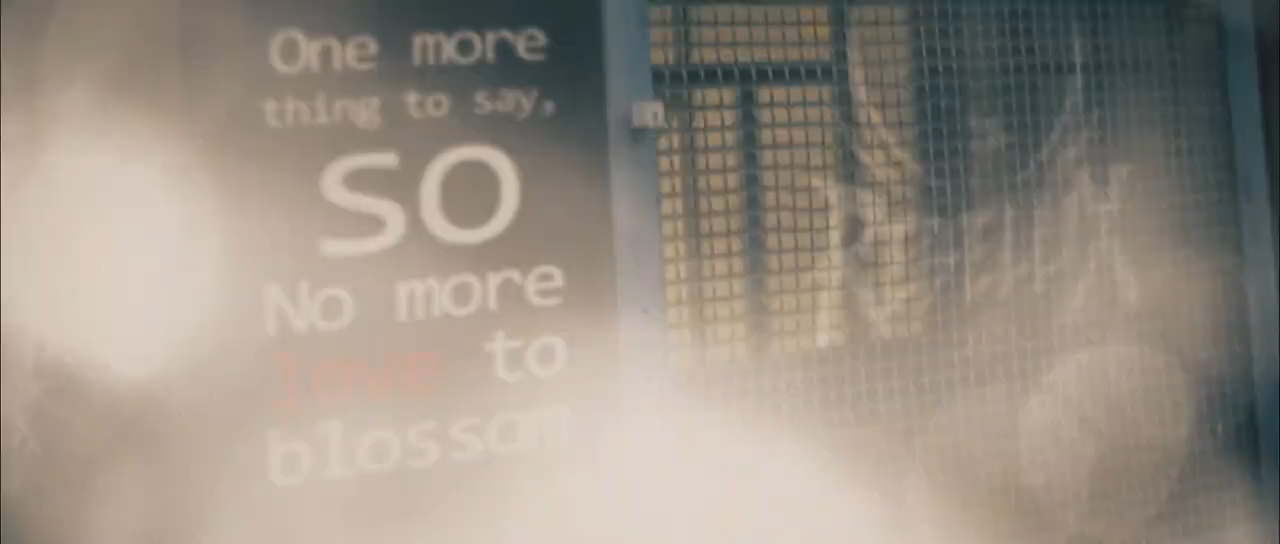 One more
thing to say,
so
No more
love to
blossom